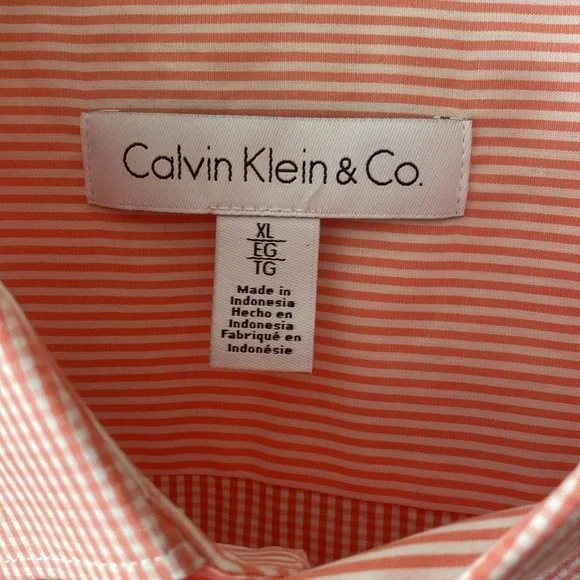 Calvin Klein & Co.
XL
EG
TG
Made in
Indonesia
Hecho en
Indonesia
Fabriqué en
Indonésie